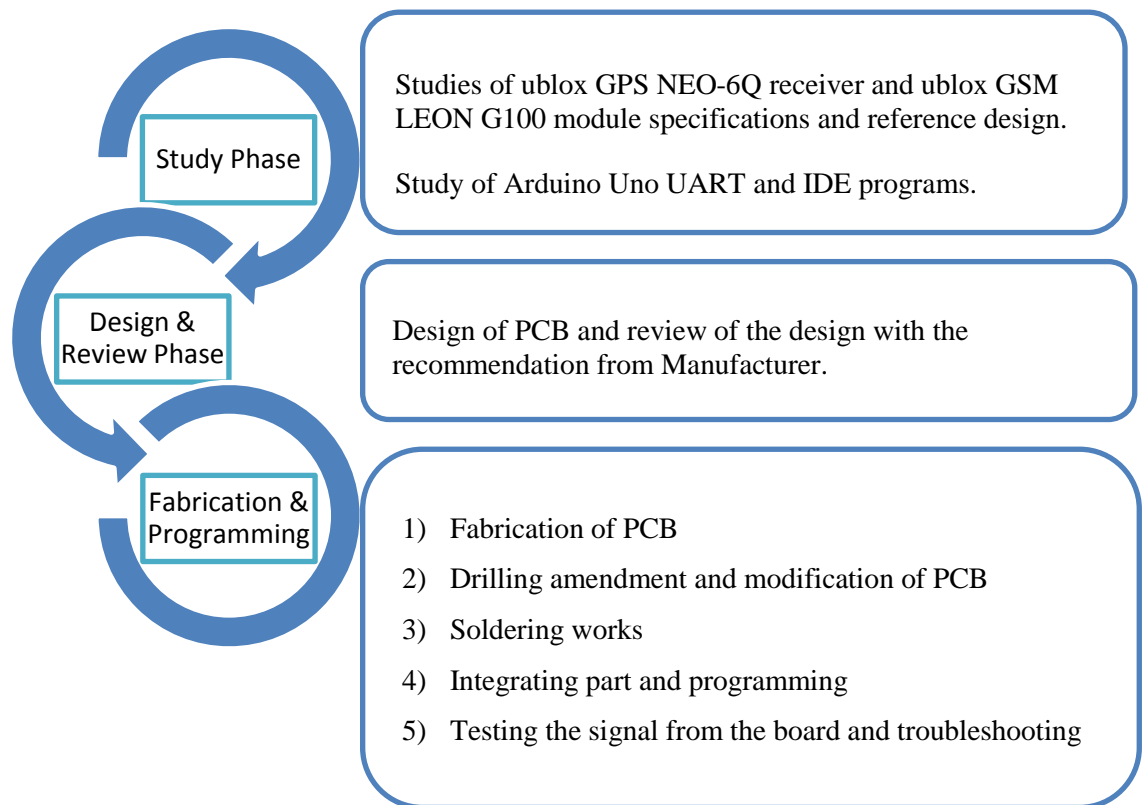 Study Phase
Studies of ublox GPS NEO-6Q receiver and ublox GSM
LEON G100 module specifications and reference design.
Study of Arduino Uno UART and IDE programs.
Design &
Review Phase
Design of PCB and review of the design with the
recommendation from Manufacturer.
Fabrication &
Programming
1) Fabrication of PCB
2) Drilling amendment and modification of PCB
3) Soldering works
4) Integrating part and programming
5) Testing the signal from the board and troubleshooting